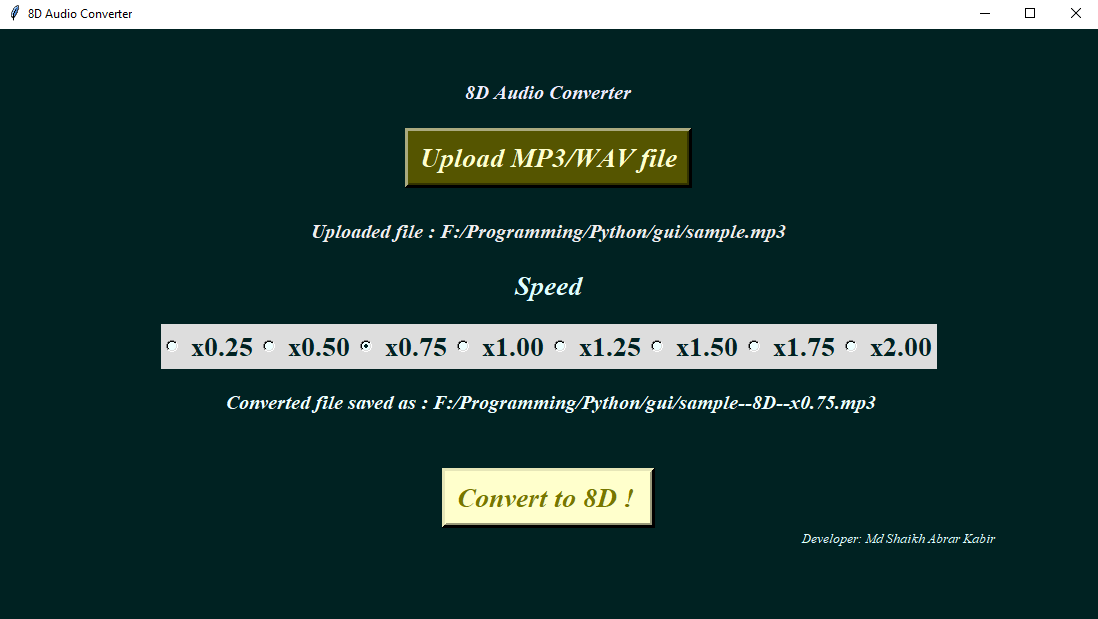 8D Audio Converter
8D Audio Converter
Upload MP3/WAV file
Uploaded file : F:/Programming/Python/gui/sample.mp3
Speed
x0.25 x0.50 x0.75 x1.00 x1.25 x1.50 x1.75 x2.00
Converted file saved as : F:/Programming/Python/gui/sample--8D--x0.75.mp3
Convert to 8D !
Developer: Md Shaikh Abrar Kabir